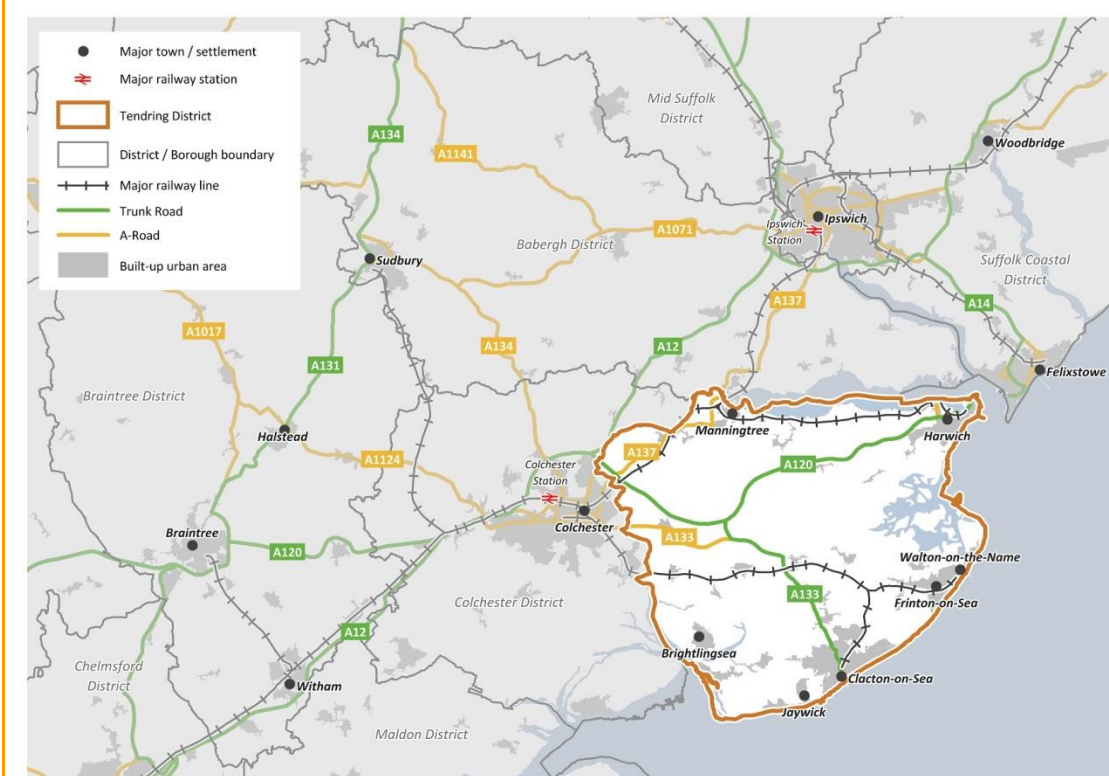 Major town / settlement
Major railway station
Tendring District
District / Borough boundary
Major railway line
Trunk Road
A-Road
Built-up urban area
A134
A1141
Mid Suffolk
District
Woodbridge
Ipswich
Ipswich
Station
A1071
Babergh District
Sudbury
Suffolk Coastal
District
A137
A14
A1017
A134
A12
A131
Felixstowe
Braintree District
Halstead
Manningtree
Harwich
A1124
Colchester
Station
A137
A120
Colchester
Braintree
A120
A133
Walton-on-the-Name
A133
Frinton-on-Sea
Colchester District
A12
Brightlingsea
Chelmsford
District
Witham
Clacton-on-Sea
Jaywick
Maldon District